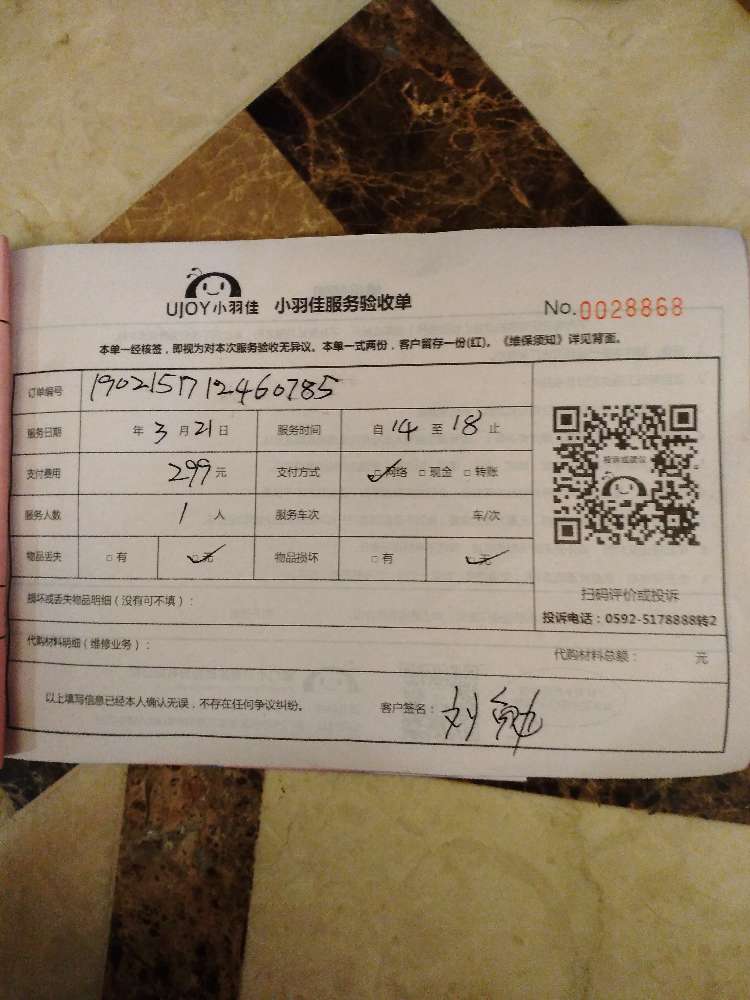 UJOY小羽佳 小羽佳服务验收单 No.0028868
本单一经核签，即视为对本次服务验收无异议。本单一式两份，客户留存一份(红)。《维保须知》详见背面。
订单编号 190215712460785
服务日期 年 3 月 21 日 服务时间 自 14 至 18 止
支付费用 299 元 支付方式 网络 现金 转账
服务人数 1 人 服务车次 车/次
物品丢失 有 无 物品损坏 有 无
投诉或建议
扫码评价或投诉
投诉电话：0592-5178888转2
损坏或丢失物品明细（没有可不填）：
代购材料明细（维修业务）：
代购材料总额： 元
以上填写信息已经本人确认无误，不存在任何争议纠纷。 客户签名：刘勉